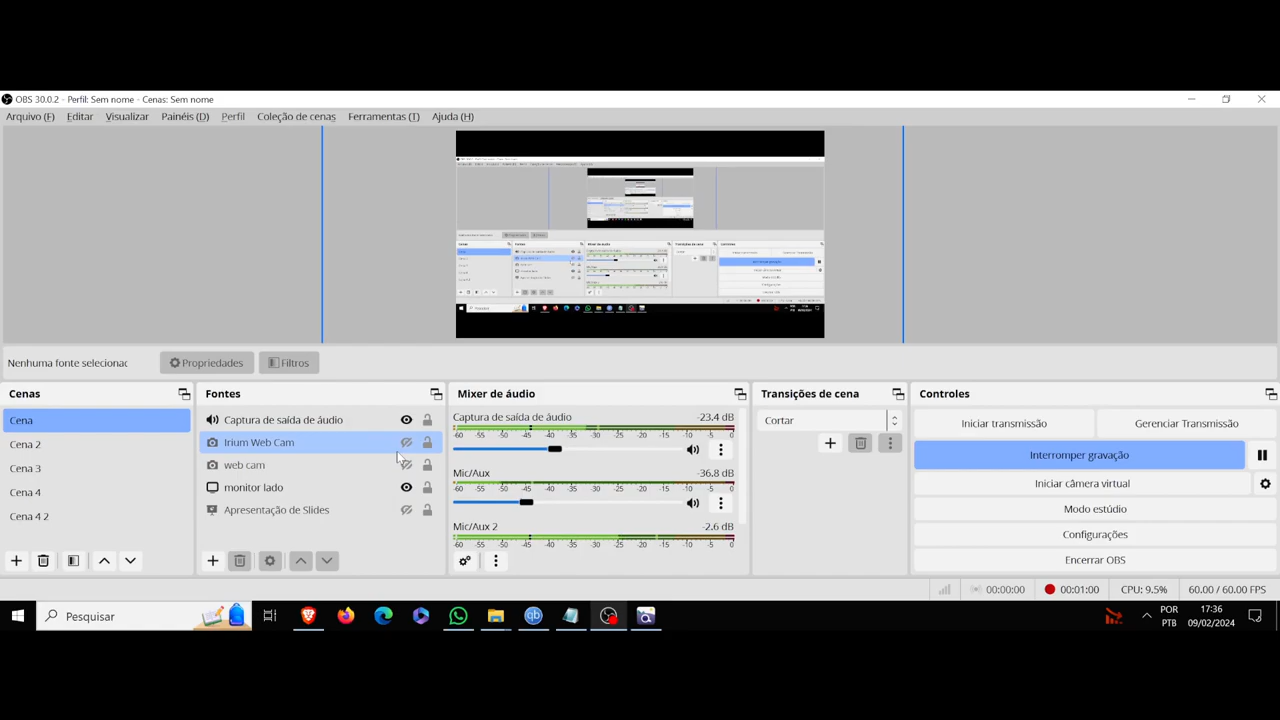 OBS 30.0.2 - Perfil: Sem nome - Cenas: Sem nome
Arquivo (F) Editar Visualizar Painéis (D) Perfil Coleção de cenas Ferramentas (T) Ajuda (H)
Nenhuma fonte selecionac Propriedades Filtros
Cenas
Cena
Cena 2
Cena 3
Cena 4
Cena 4 2
Fontes
Captura de saída de áudio
Irium Web Cam
web cam
monitor lado
Apresentação de Slides
Mixer de áudio
Captura de saída de áudio -23.4 dB
-60 -55 -50 -45 -40 -35 -30 -25 -20 -15 -10 -5 0
Mic/Aux -36.8 dB
-60 -55 -50 -45 -40 -35 -30 -25 -20 -15 -10 -5 0
Mic/Aux 2 -2.6 dB
-60 -55 -50 -45 -40 -35 -30 -25 -20 -15 -10 -5 0
Transições de cena
Cortar
Controles
Iniciar transmissão Gerenciar Transmissão
Interromper gravação
Iniciar câmera virtual
Modo estúdio
Configurações
Encerrar OBS
00:00:00 00:01:00 CPU: 9.5% 60.00 / 60.00 FPS
Pesquisar
qb
POR
PTB
17:36
09/02/2024